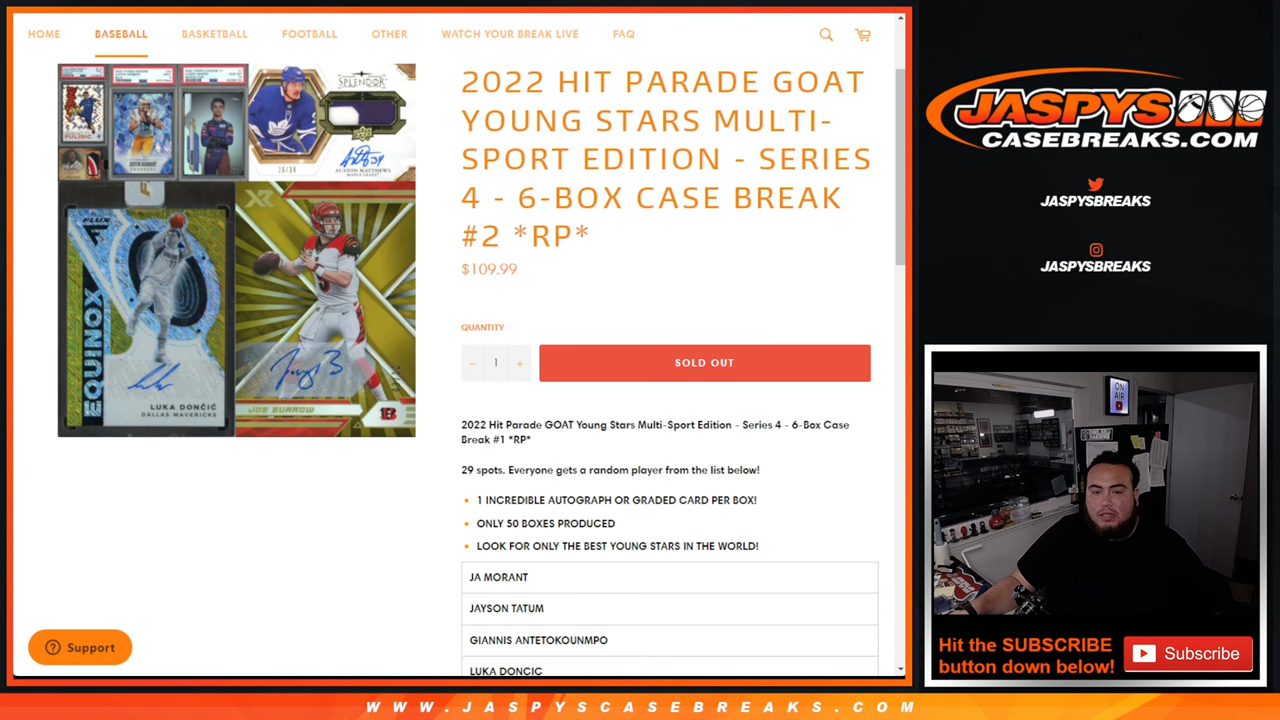 HOME BASEBALL BASKETBALL FOOTBALL OTHER WATCH YOUR BREAK LIVE FAQ
2022 HIT PARADE GOAT
YOUNG STARS MULTI-
SPORT EDITION - SERIES
4 - 6-BOX CASE BREAK
#2 *RP*
$109.99
QUANTITY
− 1 +
SOLD OUT
2022 Hit Parade GOAT Young Stars Multi-Sport Edition - Series 4 - 6-Box Case
Break #1 *RP*
29 spots. Everyone gets a random player from the list below!
1 INCREDIBLE AUTOGRAPH OR GRADED CARD PER BOX!
ONLY 50 BOXES PRODUCED
LOOK FOR ONLY THE BEST YOUNG STARS IN THE WORLD!
JA MORANT
JAYSON TATUM
GIANNIS ANTETOKOUNMPO
LUKA DONCIC
SPLENDOR
AUSTON MATTHEWS
MAPLE LEAFS
FLUX
EQUINOX
LUKA DONČIĆ
DALLAS MAVERICKS
XR
JOE BURROW
Support
JASPYS
CASEBREAKS.COM
JASPYSBREAKS
JASPYSBREAKS
ON
AIR
Hit the SUBSCRIBE
button down below!
Subscribe
WWW.JASPYSCASEBREAKS.COM